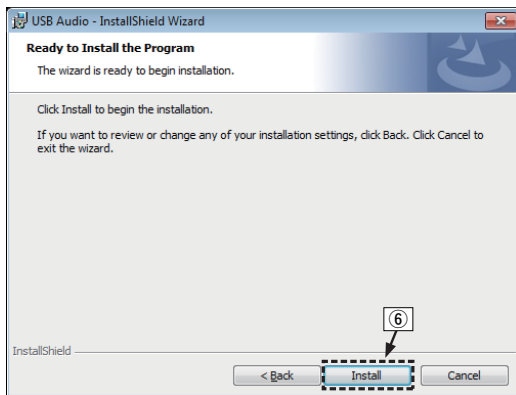 USB Audio - InstallShield Wizard
Ready to Install the Program
The wizard is ready to begin installation.
Click Install to begin the installation.
If you want to review or change any of your installation settings, click Back. Click Cancel to
exit the wizard.
⑥
InstallShield
< Back Install Cancel